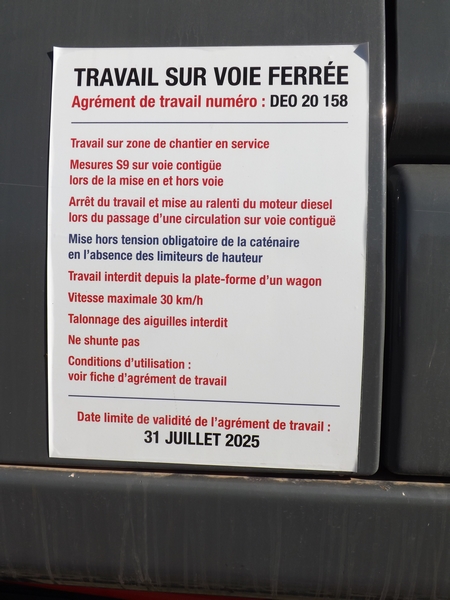 TRAVAIL SUR VOIE FERRÉE
Agrément de travail numéro : DEO 20 158
Travail sur zone de chantier en service
Mesures S9 sur voie contigüe
lors de la mise en et hors voie
Arrêt du travail et mise au ralenti du moteur diesel
lors du passage d'une circulation sur voie contiguë
Mise hors tension obligatoire de la caténaire
en l'absence des limiteurs de hauteur
Travail interdit depuis la plate-forme d'un wagon
Vitesse maximale 30 km/h
Talonnage des aiguilles interdit
Ne shunte pas
Conditions d'utilisation :
voir fiche d'agrément de travail
Date limite de validité de l'agrément de travail :
31 JUILLET 2025